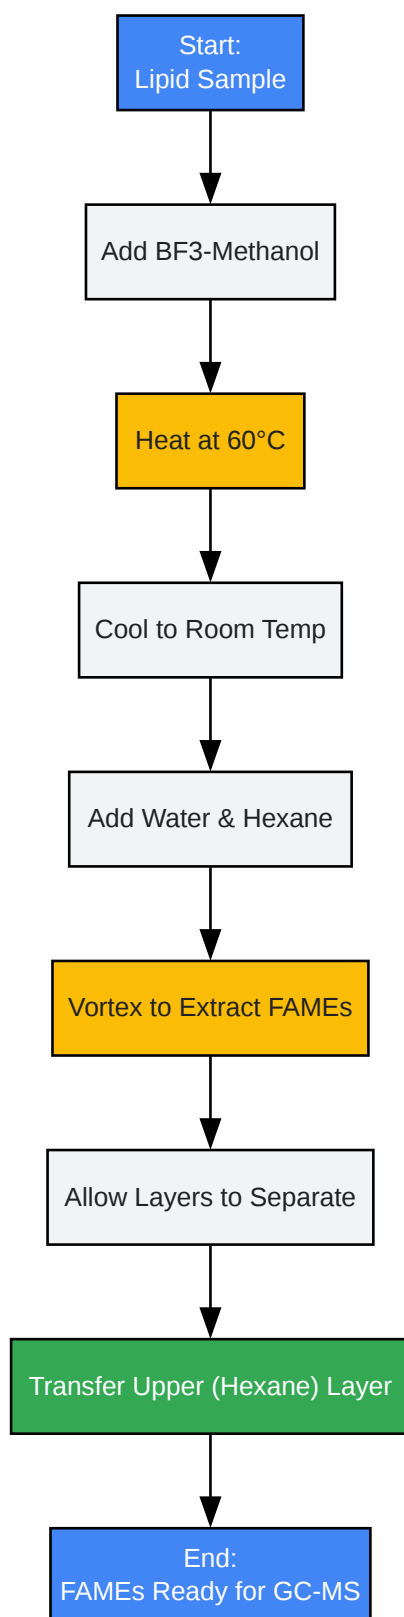 Start:
Lipid Sample
Add BF3-Methanol
Heat at 60°C
Cool to Room Temp
Add Water & Hexane
Vortex to Extract FAMEs
Allow Layers to Separate
Transfer Upper (Hexane) Layer
End:
FAMEs Ready for GC-MS